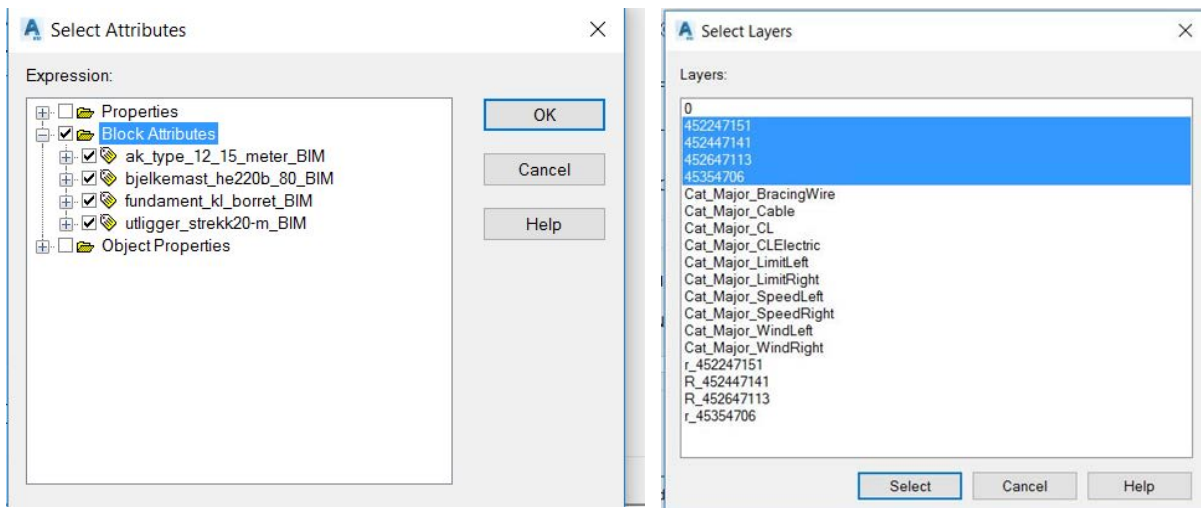 Select Attributes
Expression:
Properties
Block Attributes
ak_type_12_15_meter_BIM
bjelkemast_he220b_80_BIM
fundament_kl_borret_BIM
utligger_strekk20-m_BIM
Object Properties
OK
Cancel
Help
Select Layers
Layers:
0
452247151
452447141
452647113
45354706
Cat_Major_BracingWire
Cat_Major_Cable
Cat_Major_CL
Cat_Major_CLElectric
Cat_Major_LimitLeft
Cat_Major_LimitRight
Cat_Major_SpeedLeft
Cat_Major_SpeedRight
Cat_Major_WindLeft
Cat_Major_WindRight
r_452247151
R_452447141
R_452647113
r_45354706
Select
Cancel
Help